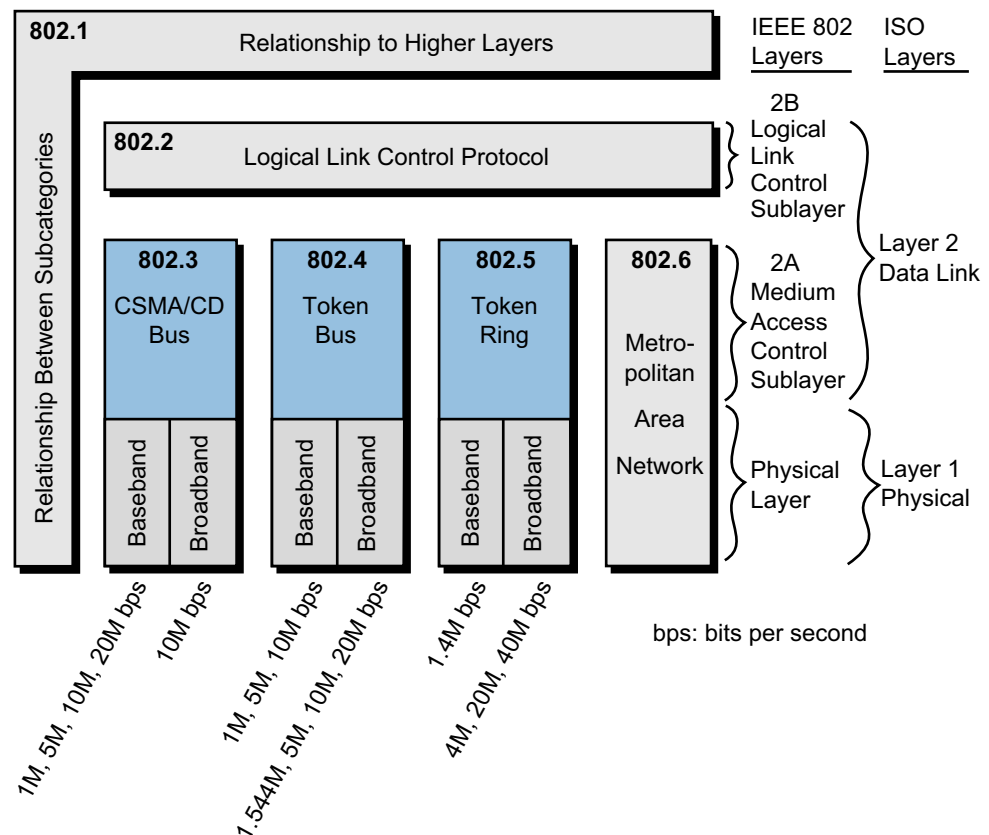 802.1
Relationship to Higher Layers
IEEE 802
Layers
ISO
Layers
Relationship Between Subcategories
802.2
Logical Link Control Protocol
2B
Logical
Link
Control
Sublayer
802.3
CSMA/CD
Bus
802.4
Token
Bus
802.5
Token
Ring
802.6
Metro-
politan
Area
Network
2A
Medium
Access
Control
Sublayer
Layer 2
Data Link
Baseband
Broadband
Baseband
Broadband
Baseband
Broadband
Physical
Layer
Layer 1
Physical
1M, 5M, 10M, 20M bps
10M bps
1M, 5M, 10M bps
1.544M, 5M, 10M, 20M bps
1.4M bps
4M, 20M, 40M bps
bps: bits per second